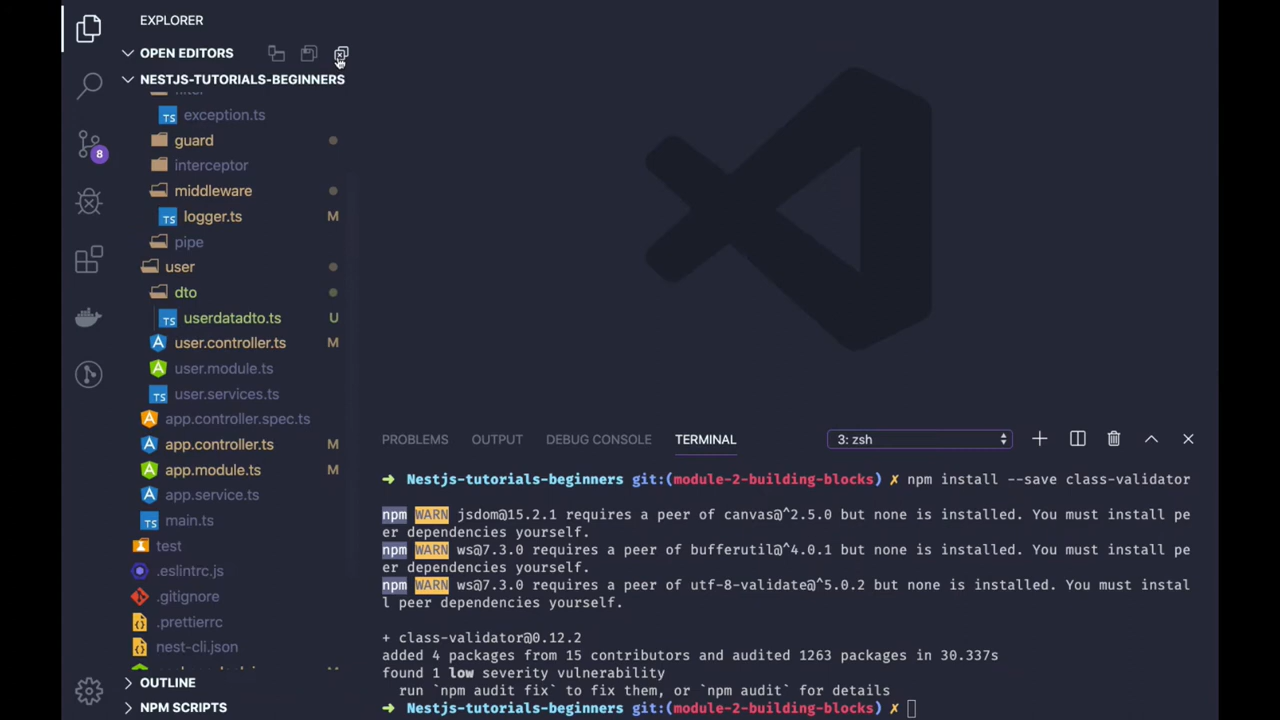 EXPLORER
OPEN EDITORS
NESTJS-TUTORIALS-BEGINNERS
exception.ts
guard
interceptor
middleware
logger.ts M
pipe
user
dto
userdatadto.ts U
user.controller.ts M
user.module.ts
user.services.ts
app.controller.spec.ts
app.controller.ts M
app.module.ts M
app.service.ts
main.ts
test
.eslintrc.js
.gitignore
.prettierrc
nest-cli.json
OUTLINE
NPM SCRIPTS
8
TS
TS
TS
TS
PROBLEMS OUTPUT DEBUG CONSOLE TERMINAL 3: zsh
➜ Nestjs-tutorials-beginners git:(module-2-building-blocks) ✗ npm install --save class-validator
npm WARN jsdom@15.2.1 requires a peer of canvas@^2.5.0 but none is installed. You must install pe
er dependencies yourself.
npm WARN ws@7.3.0 requires a peer of bufferutil@^4.0.1 but none is installed. You must install pe
er dependencies yourself.
npm WARN ws@7.3.0 requires a peer of utf-8-validate@^5.0.2 but none is installed. You must instal
l peer dependencies yourself.
+ class-validator@0.12.2
added 4 packages from 15 contributors and audited 1263 packages in 30.337s
found 1 low severity vulnerability
run `npm audit fix` to fix them, or `npm audit` for details
➜ Nestjs-tutorials-beginners git:(module-2-building-blocks) ✗